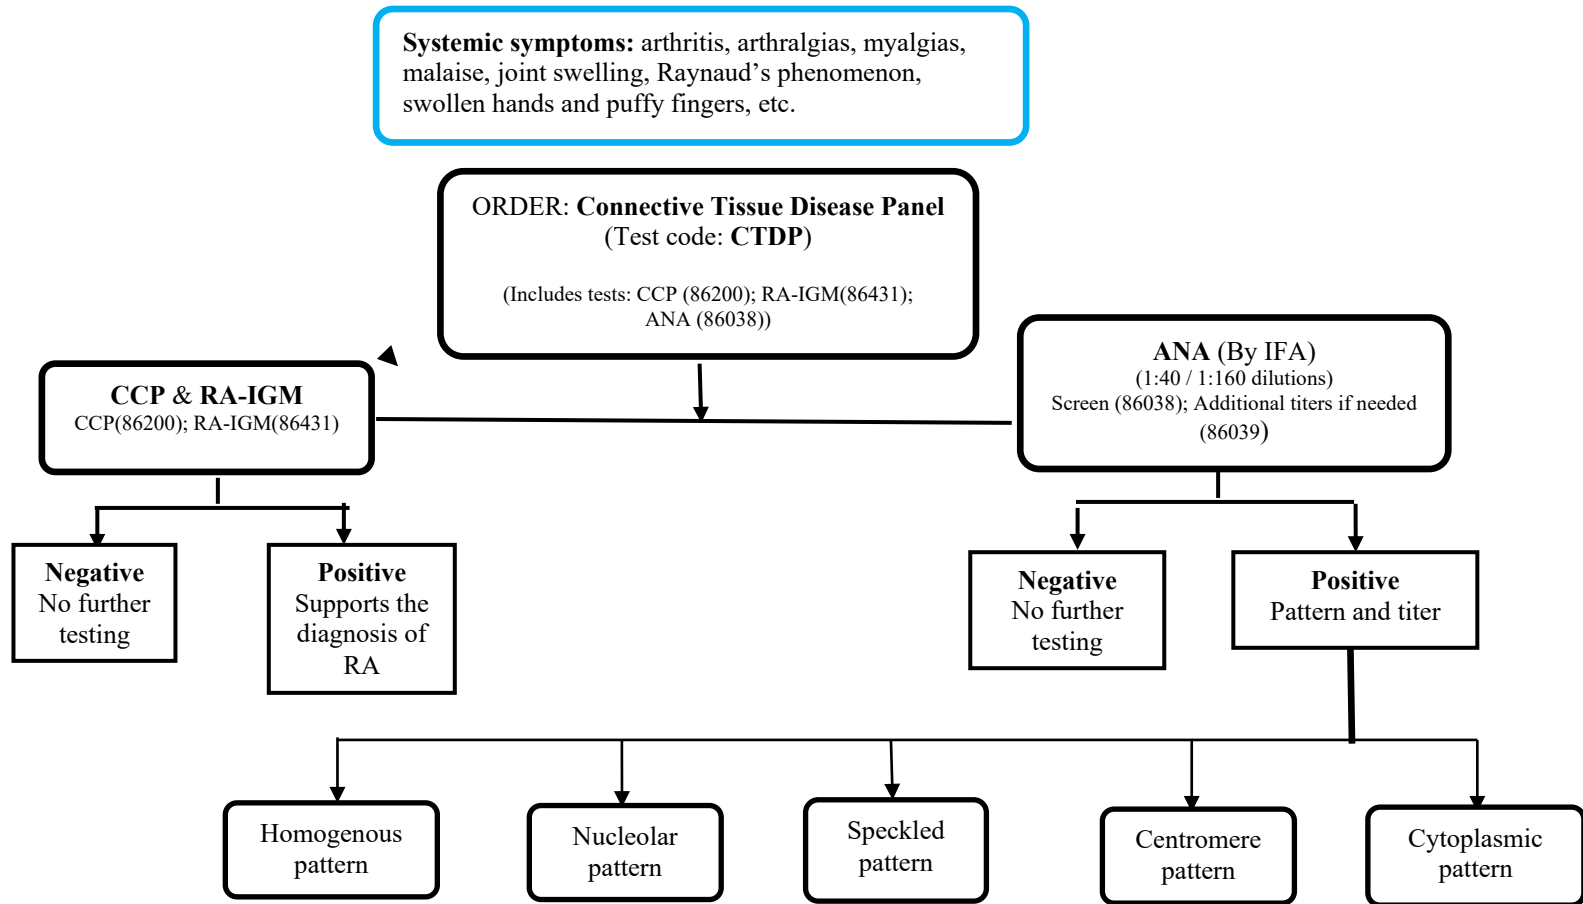 Systemic symptoms: arthritis, arthralgias, myalgias,
malaise, joint swelling, Raynaud’s phenomenon,
swollen hands and puffy fingers, etc.
ORDER: Connective Tissue Disease Panel
(Test code: CTDP)
(Includes tests: CCP (86200); RA-IGM(86431);
ANA (86038))
CCP & RA-IGM
CCP(86200); RA-IGM(86431)
ANA (By IFA)
(1:40 / 1:160 dilutions)
Screen (86038); Additional titers if needed
(86039)
Negative
No further
testing
Positive
Supports the
diagnosis of
RA
Negative
No further
testing
Positive
Pattern and titer
Homogenous
pattern
Nucleolar
pattern
Speckled
pattern
Centromere
pattern
Cytoplasmic
pattern